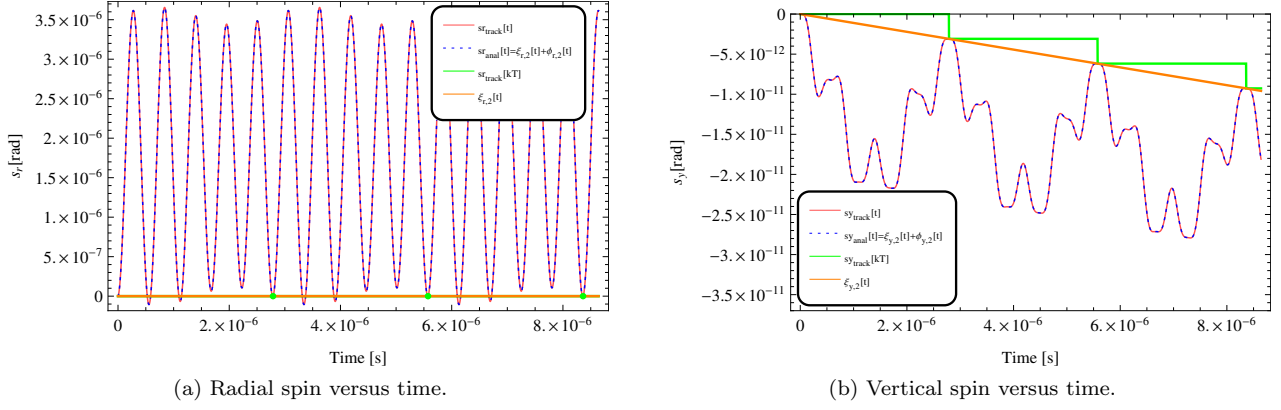 3.5×10⁻⁶
3.×10⁻⁶
2.5×10⁻⁶
2.×10⁻⁶
1.5×10⁻⁶
1.×10⁻⁶
5.×10⁻⁷
0
s_r[rad]
sr_track[t]
sr_anal[t]=ξ_r,2[t]+ϕ_r,2[t]
sr_track[kT]
ξ_r,2[t]
0 2.×10⁻⁶ 4.×10⁻⁶ 6.×10⁻⁶ 8.×10⁻⁶
Time [s]
(a) Radial spin versus time.
0
-5.×10⁻¹²
-1.×10⁻¹¹
-1.5×10⁻¹¹
-2.×10⁻¹¹
-2.5×10⁻¹¹
-3.×10⁻¹¹
-3.5×10⁻¹¹
s_y[rad]
sy_track[t]
sy_anal[t]=ξ_y,2[t]+ϕ_y,2[t]
sy_track[kT]
ξ_y,2[t]
0 2.×10⁻⁶ 4.×10⁻⁶ 6.×10⁻⁶ 8.×10⁻⁶
Time [s]
(b) Vertical spin versus time.